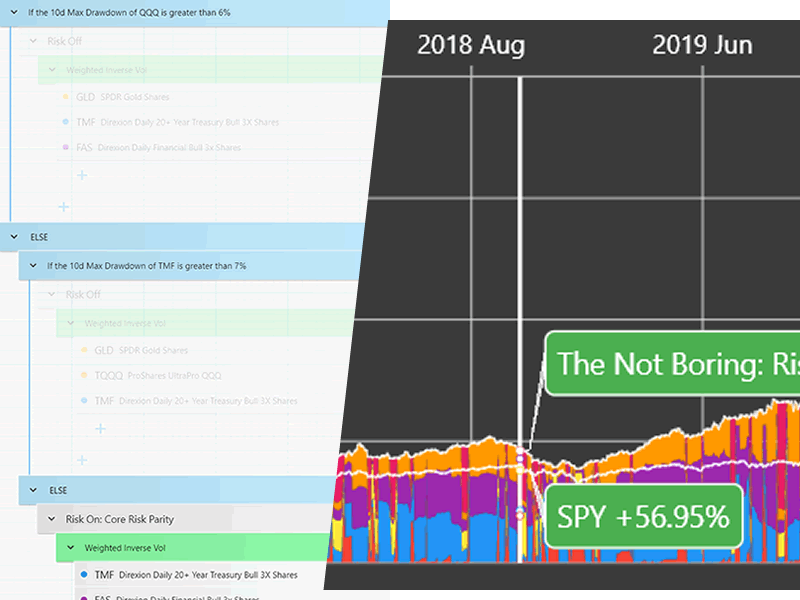 If the 10d Max Drawdown of QQQ is greater than 6%
Risk Off
Weighted Inverse Vol
GLD SPDR Gold Shares
TMF Direxion Daily 20+ Year Treasury Bull 3X Shares
FAS Direxion Daily Financial Bull 3x Shares
ELSE
If the 10d Max Drawdown of TMF is greater than 7%
Risk Off
Weighted Inverse Vol
GLD SPDR Gold Shares
TQQQ ProShares UltraPro QQQ
TMF Direxion Daily 20+ Year Treasury Bull 3X Shares
ELSE
Risk On: Core Risk Parity
Weighted Inverse Vol
TMF Direxion Daily 20+ Year Treasury Bull 3X Shares
FAS Direxion Daily Financial Bull 3x Shares
2018 Aug
2019 Jun
The Not Boring: Ris
SPY +56.95%